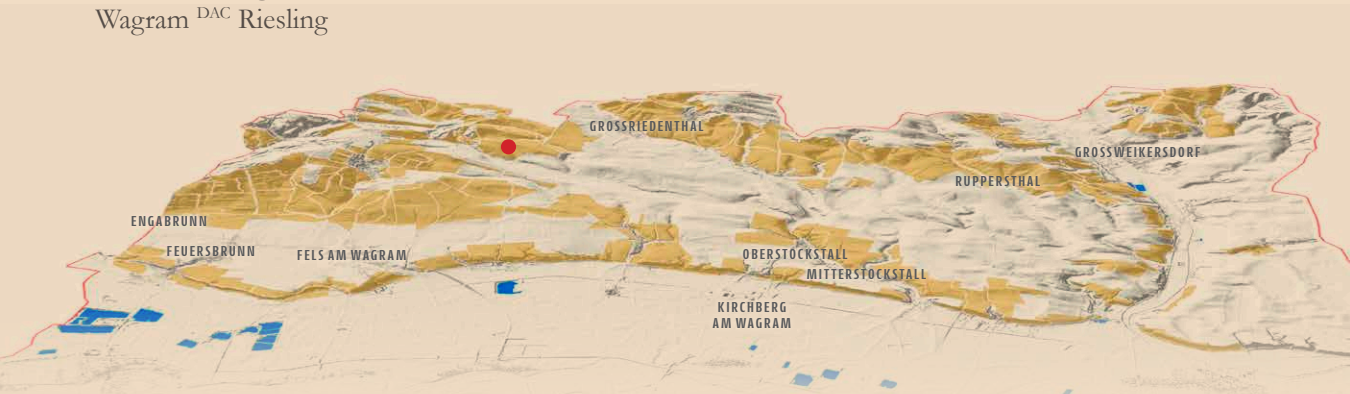 Wagram DAC Riesling
GROSSRIEDENTHAL
GROSSWEIKERSDORF
RUPPERSTHAL
ENGABRUNN
FEUERSBRUNN
FELS AM WAGRAM
OBERSTOCKSTALL
MITTERSTOCKSTALL
KIRCHBERG
AM WAGRAM